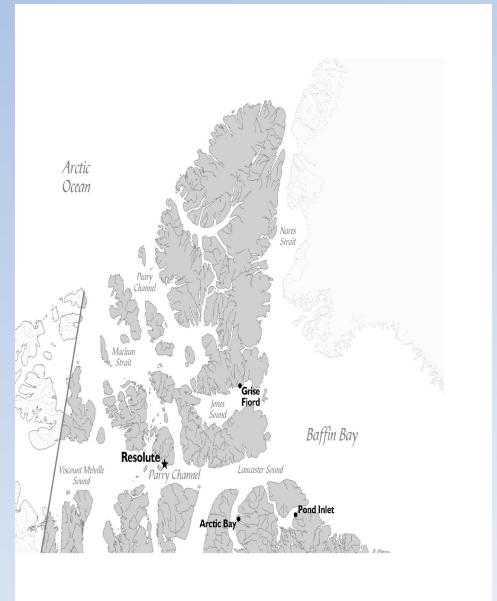 Arctic
Ocean
Nares
Strait
Peary
Channel
Maclean
Strait
Grise
Fiord
Jones
Sound
Baffin Bay
Resolute
Viscount Melville
Sound
Parry Channel
Lancaster Sound
Pond Inlet
Arctic Bay